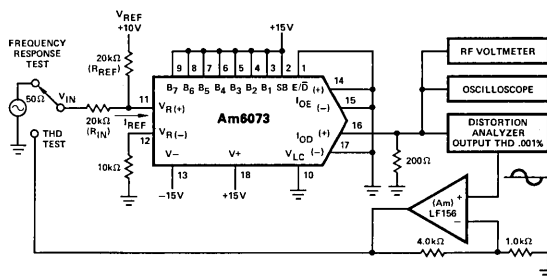 V_REF
+10V
+15V
FREQUENCY
RESPONSE
TEST
20kΩ
(R_REF)
9 8 7 6 5 4 3 2 1
B7 B6 B5 B4 B3 B2 B1 SB E/D̅ (+)
14
RF VOLTMETER
50Ω
V_IN
11
I_OE
15
OSCILLOSCOPE
V_R(+)
(−)
THD
TEST
20kΩ
(R_IN)
I_REF
12
Am6073
16
DISTORTION
ANALYZER
OUTPUT THD .001%
V_R(−)
I_OD (+)
10kΩ
V−
V+
V_LC (−)
17
200Ω
13
18
10
−15V
+15V
(Am)
LF156
+
−
4.0kΩ
1.0kΩ